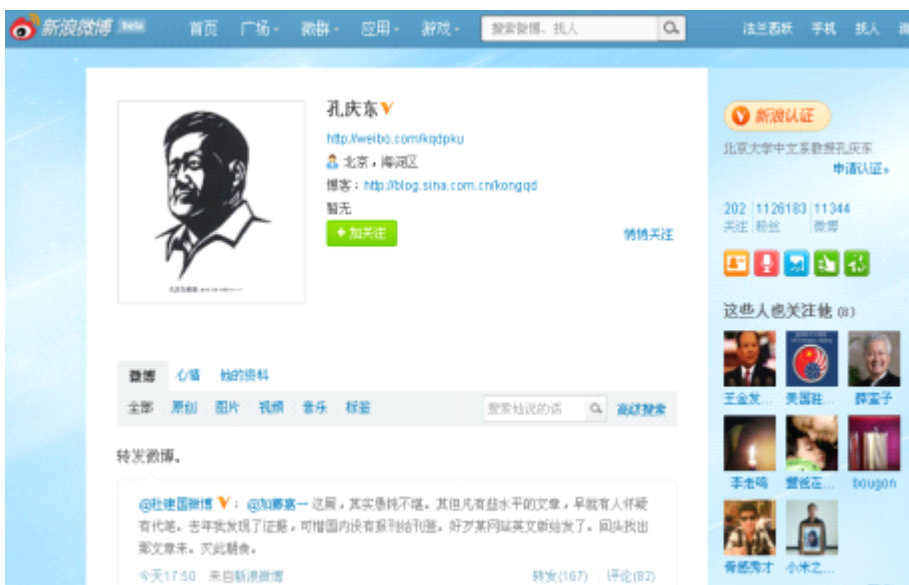 新浪微博 beta
首页 广场 微群 应用 游戏 搜索微博、找人 法兰西妖 手机 找人
孔庆东
http://weibo.com/kqdpku
北京，海淀区
博客：http://blog.sina.com.cn/kongqd
暂无
+ 加关注 悄悄关注
新浪认证
北京大学中文系教授孔庆东
申请认证»
202 1126183 11344
关注 粉丝 微博
这些人也关注他 (8)
王金发... 美国驻... 薛蛮子
李老鸣 蟹爸在... bougon
骨感秀才 小米之...
微博 心情 他的资料
全部 原创 图片 视频 音乐 标签 搜索他说的话 高级搜索
转发微博。
@杜建国微博 ：@加藤嘉一 这厮，其实愚钝不堪。其但凡有些水平的文章，早就有人怀疑
有代笔。去年我发现了证据，可惜国内没有报刊给刊登。好歹某网站英文版给发了。回头找出
那文章来。灭此朝食。
今天17:50 来自新浪微博 转发(167) 评论(82)